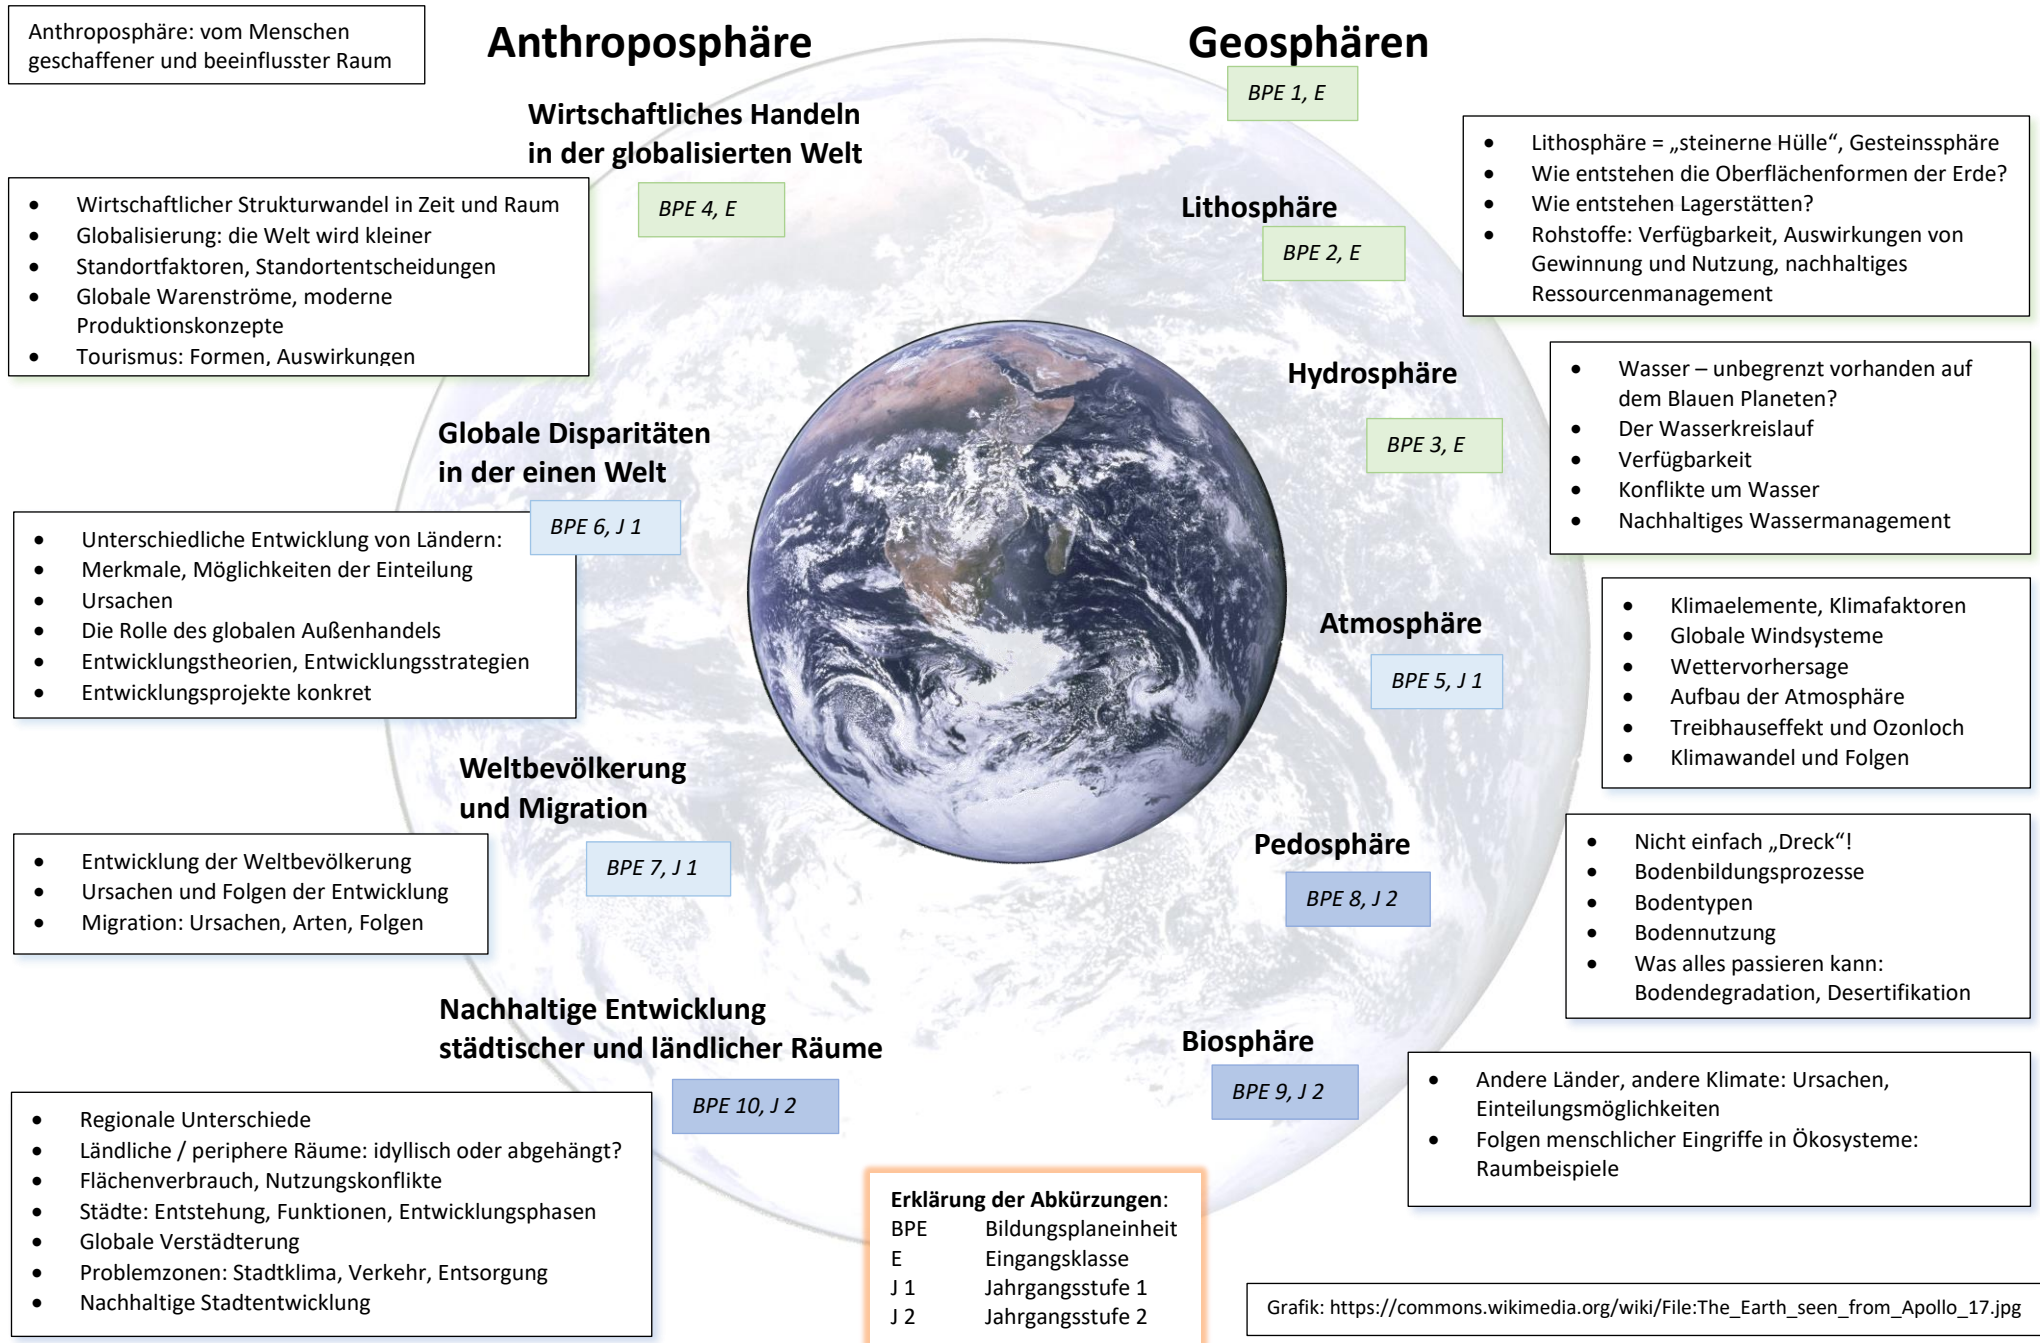 Anthroposphäre: vom Menschen
geschaffener und beeinflusster Raum
Anthroposphäre
Wirtschaftliches Handeln
in der globalisierten Welt
BPE 4, E
• Wirtschaftlicher Strukturwandel in Zeit und Raum
• Globalisierung: die Welt wird kleiner
• Standortfaktoren, Standortentscheidungen
• Globale Warenströme, moderne
Produktionskonzepte
• Tourismus: Formen, Auswirkungen
Globale Disparitäten
in der einen Welt
BPE 6, J 1
• Unterschiedliche Entwicklung von Ländern:
• Merkmale, Möglichkeiten der Einteilung
• Ursachen
• Die Rolle des globalen Außenhandels
• Entwicklungstheorien, Entwicklungsstrategien
• Entwicklungsprojekte konkret
Weltbevölkerung
und Migration
BPE 7, J 1
• Entwicklung der Weltbevölkerung
• Ursachen und Folgen der Entwicklung
• Migration: Ursachen, Arten, Folgen
Nachhaltige Entwicklung
städtischer und ländlicher Räume
BPE 10, J 2
• Regionale Unterschiede
• Ländliche / periphere Räume: idyllisch oder abgehängt?
• Flächenverbrauch, Nutzungskonflikte
• Städte: Entstehung, Funktionen, Entwicklungsphasen
• Globale Verstädterung
• Problemzonen: Stadtklima, Verkehr, Entsorgung
• Nachhaltige Stadtentwicklung
Geosphären
BPE 1, E
Lithosphäre
BPE 2, E
• Lithosphäre = „steinerne Hülle“, Gesteinssphäre
• Wie entstehen die Oberflächenformen der Erde?
• Wie entstehen Lagerstätten?
• Rohstoffe: Verfügbarkeit, Auswirkungen von
Gewinnung und Nutzung, nachhaltiges
Ressourcenmanagement
Hydrosphäre
BPE 3, E
• Wasser – unbegrenzt vorhanden auf
dem Blauen Planeten?
• Der Wasserkreislauf
• Verfügbarkeit
• Konflikte um Wasser
• Nachhaltiges Wassermanagement
Atmosphäre
BPE 5, J 1
• Klimaelemente, Klimafaktoren
• Globale Windsysteme
• Wettervorhersage
• Aufbau der Atmosphäre
• Treibhauseffekt und Ozonloch
• Klimawandel und Folgen
Pedosphäre
BPE 8, J 2
• Nicht einfach „Dreck“!
• Bodenbildungsprozesse
• Bodentypen
• Bodennutzung
• Was alles passieren kann:
Bodendegradation, Desertifikation
Biosphäre
BPE 9, J 2
• Andere Länder, andere Klimate: Ursachen,
Einteilungsmöglichkeiten
• Folgen menschlicher Eingriffe in Ökosysteme:
Raumbeispiele
Erklärung der Abkürzungen:
BPE Bildungsplaneinheit
E Eingangsklasse
J 1 Jahrgangsstufe 1
J 2 Jahrgangsstufe 2
Grafik: https://commons.wikimedia.org/wiki/File:The_Earth_seen_from_Apollo_17.jpg